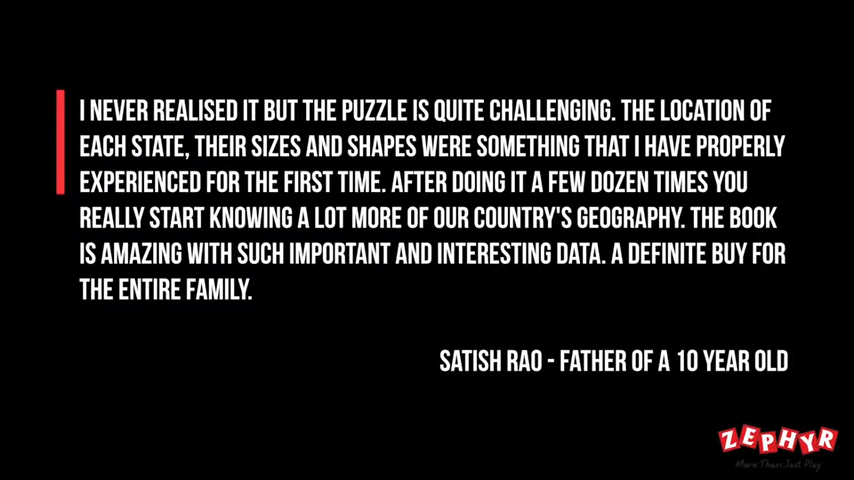 I NEVER REALISED IT BUT THE PUZZLE IS QUITE CHALLENGING. THE LOCATION OF
EACH STATE, THEIR SIZES AND SHAPES WERE SOMETHING THAT I HAVE PROPERLY
EXPERIENCED FOR THE FIRST TIME. AFTER DOING IT A FEW DOZEN TIMES YOU
REALLY START KNOWING A LOT MORE OF OUR COUNTRY'S GEOGRAPHY. THE BOOK
IS AMAZING WITH SUCH IMPORTANT AND INTERESTING DATA. A DEFINITE BUY FOR
THE ENTIRE FAMILY.
SATISH RAO - FATHER OF A 10 YEAR OLD
ZEPHYR
More Than Just Play